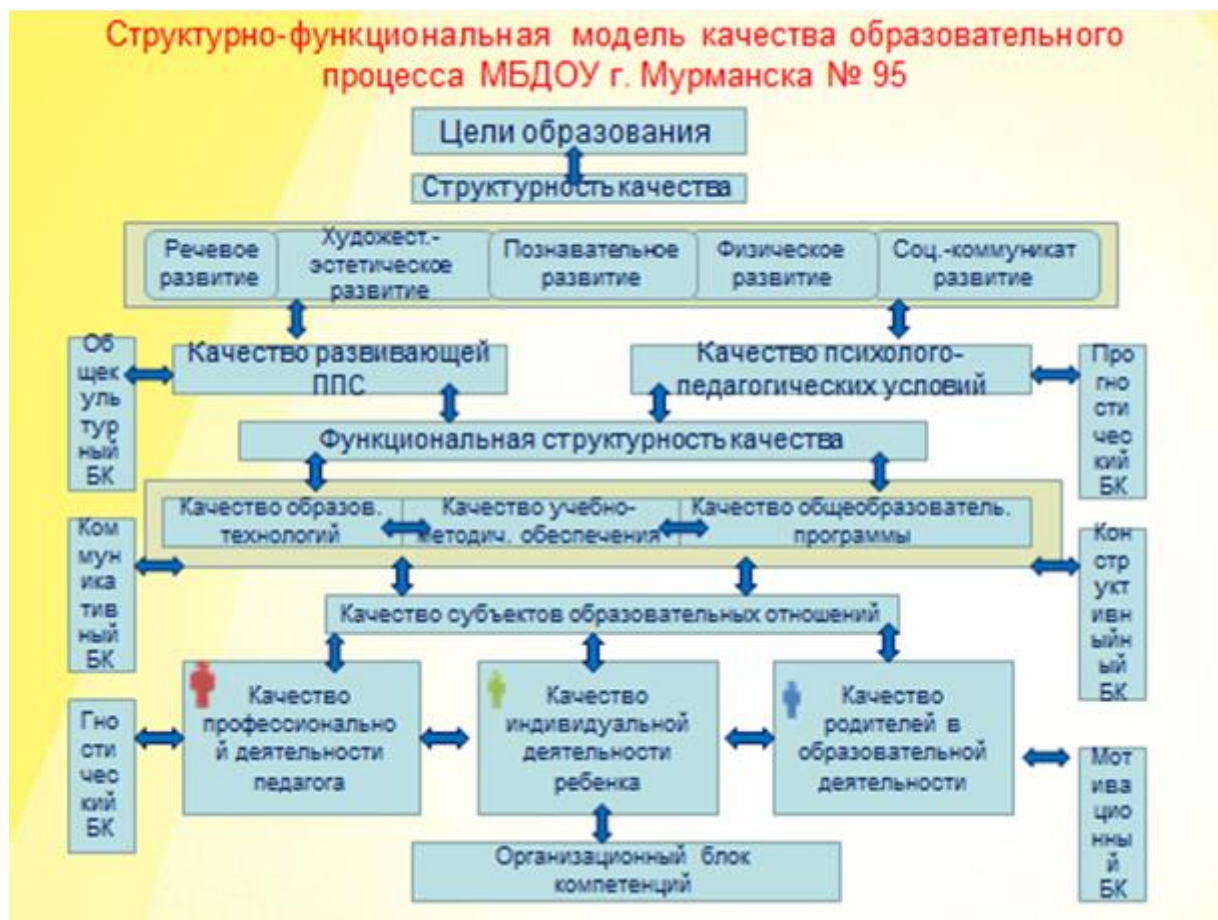 Структурно-функциональная модель качества образовательного
процесса МБДОУ г. Мурманска № 95
Цели образования
Структурность качества
Речевое
развитие
Художест.-
эстетическое
развитие
Познавательное
развитие
Физическое
развитие
Соц.-коммуникат
развитие
Об
щек
уль
тур
ный
БК
Качество развивающей
ППС
Качество психолого-
педагогических условий
Про
гно
сти
чес
кий
БК
Функциональная структурность качества
Качество образов.
технологий
Качество учебно-
методич. обеспечения
Качество общеобразователь.
программы
Ком
мун
ика
тив
ный
БК
Кон
стр
укт
ивн
ыйн
ый
БК
Качество субъектов образовательных отношений
Гно
сти
чес
кий
БК
Качество
профессионально
й деятельности
педагога
Качество
индивидуальной
деятельности
ребенка
Качество
родителей в
образовательной
деятельности
Мот
ива
цио
нны
й
БК
Организационный блок
компетенций